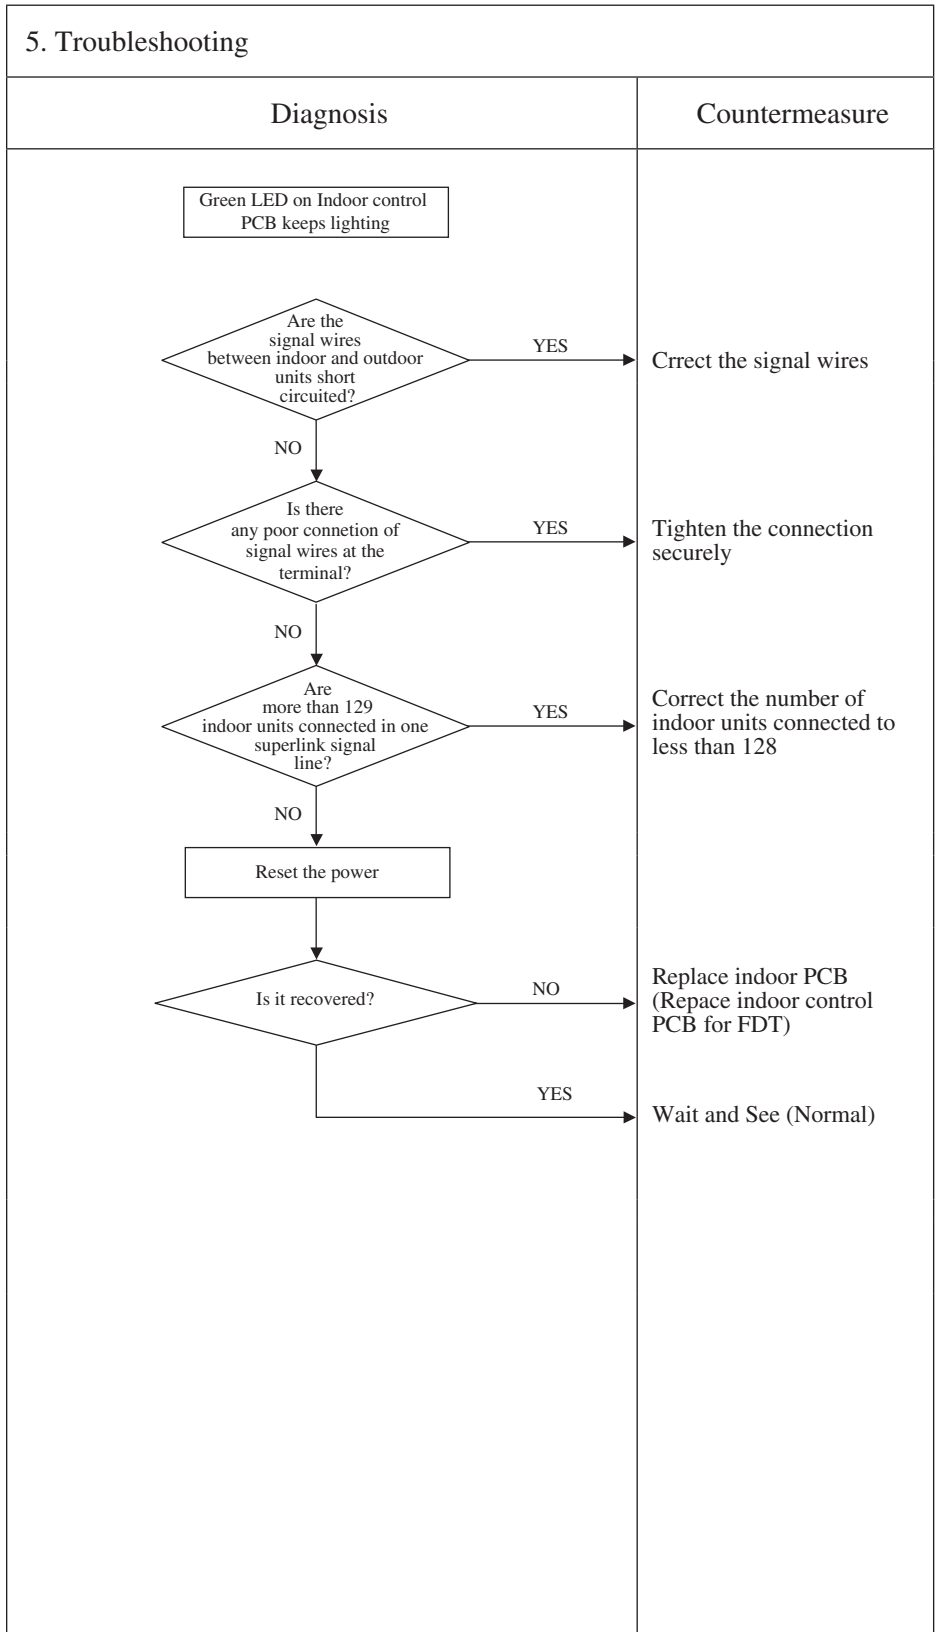 5. Troubleshooting
Diagnosis
Countermeasure
Green LED on Indoor control
PCB keeps lighting
Are the
signal wires
between indoor and outdoor
units short
circuited?
YES
Crrect the signal wires
NO
Is there
any poor connetion of
signal wires at the
terminal?
YES
Tighten the connection
securely
NO
Are
more than 129
indoor units connected in one
superlink signal
line?
YES
Correct the number of
indoor units connected to
less than 128
NO
Reset the power
Is it recovered?
NO
Replace indoor PCB
(Repace indoor control
PCB for FDT)
YES
Wait and See (Normal)